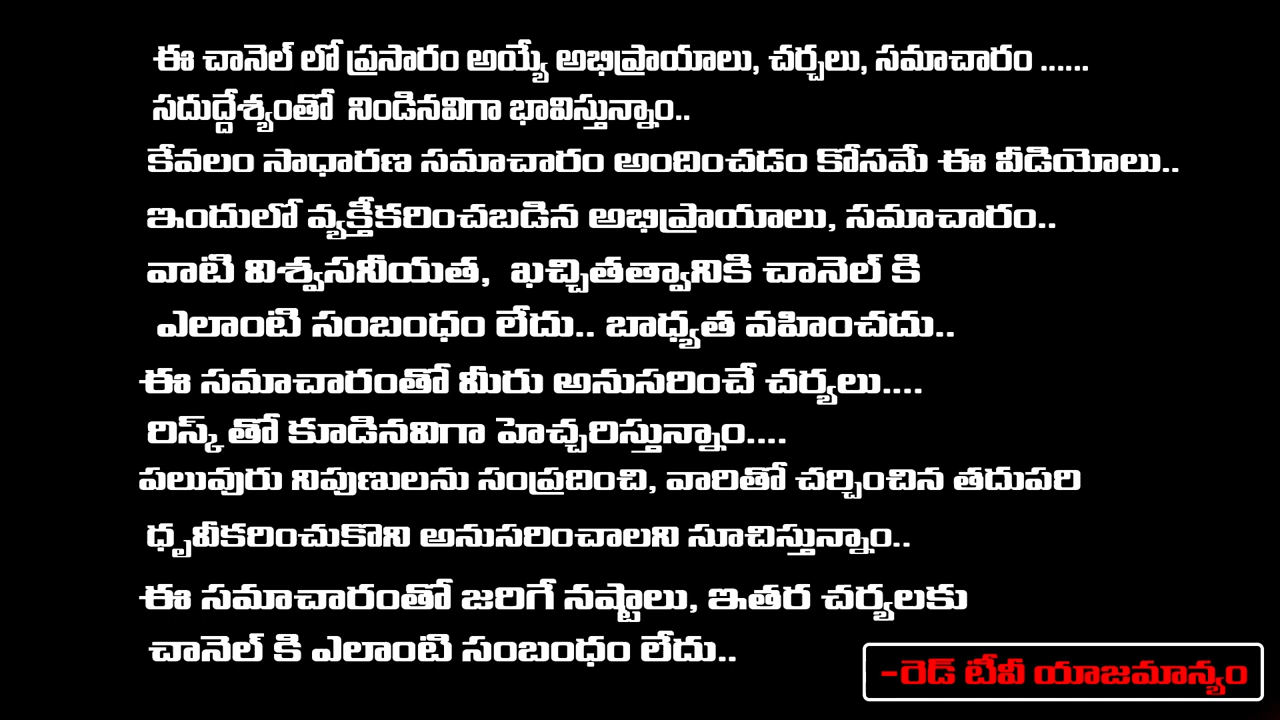 ఈ చానెల్ లో ప్రసారం అయ్యే అభిప్రాయాలు, చర్చలు, సమాచారం ......
సదుద్దేశ్యంతో నిండినవిగా భావిస్తున్నాం..
కేవలం సాధారణ సమాచారం అందించడం కోసమే ఈ వీడియోలు..
ఇందులో వ్యక్తీకరించబడిన అభిప్రాయాలు, సమాచారం..
వాటి విశ్వసనీయత, ఖచ్చితత్వానికి చానెల్ కి
ఎలాంటి సంబంధం లేదు.. బాధ్యత వహించదు..
ఈ సమాచారంతో మీరు అనుసరించే చర్యలు....
రిస్క్ తో కూడినవిగా హెచ్చరిస్తున్నాం....
పలువురు నిపుణులను సంప్రదించి, వారితో చర్చించిన తదుపరి
ధృవీకరించుకొని అనుసరించాలని సూచిస్తున్నాం..
ఈ సమాచారంతో జరిగే నష్టాలు, ఇతర చర్యలకు
చానెల్ కి ఎలాంటి సంబంధం లేదు..
-రెడ్ టీవీ యాజమాన్యం